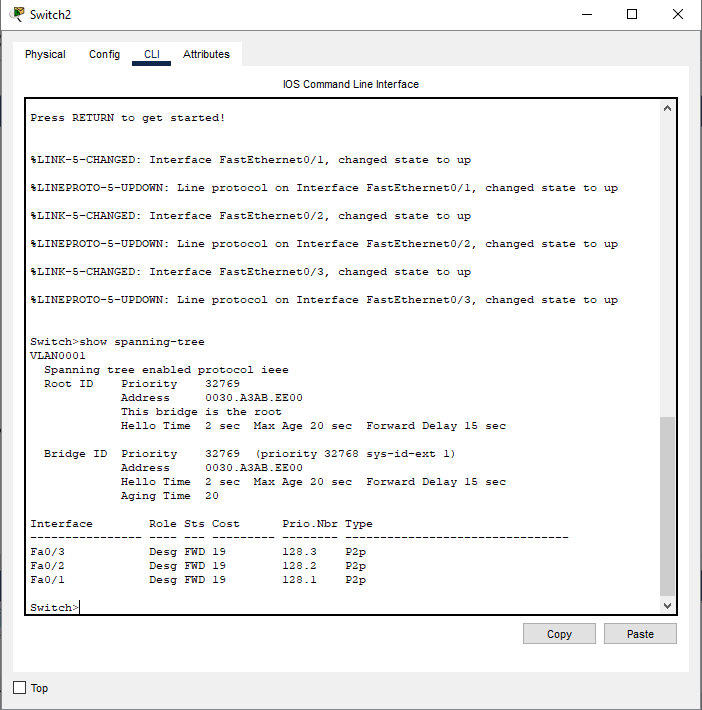 Switch2
Physical Config CLI Attributes
IOS Command Line Interface
Press RETURN to get started!
%LINK-5-CHANGED: Interface FastEthernet0/1, changed state to up
%LINEPROTO-5-UPDOWN: Line protocol on Interface FastEthernet0/1, changed state to up
%LINK-5-CHANGED: Interface FastEthernet0/2, changed state to up
%LINEPROTO-5-UPDOWN: Line protocol on Interface FastEthernet0/2, changed state to up
%LINK-5-CHANGED: Interface FastEthernet0/3, changed state to up
%LINEPROTO-5-UPDOWN: Line protocol on Interface FastEthernet0/3, changed state to up
Switch>show spanning-tree
VLAN0001
  Spanning tree enabled protocol ieee
  Root ID    Priority    32769
             Address     0030.A3AB.EE00
             This bridge is the root
             Hello Time  2 sec  Max Age 20 sec  Forward Delay 15 sec
  Bridge ID  Priority    32769  (priority 32768 sys-id-ext 1)
             Address     0030.A3AB.EE00
             Hello Time  2 sec  Max Age 20 sec  Forward Delay 15 sec
             Aging Time  20
Interface        Role Sts Cost      Prio.Nbr Type
---------------- ---- --- --------- -------- --------------------------------
Fa0/3            Desg FWD 19        128.3    P2p
Fa0/2            Desg FWD 19        128.2    P2p
Fa0/1            Desg FWD 19        128.1    P2p
Switch>
Copy Paste
Top